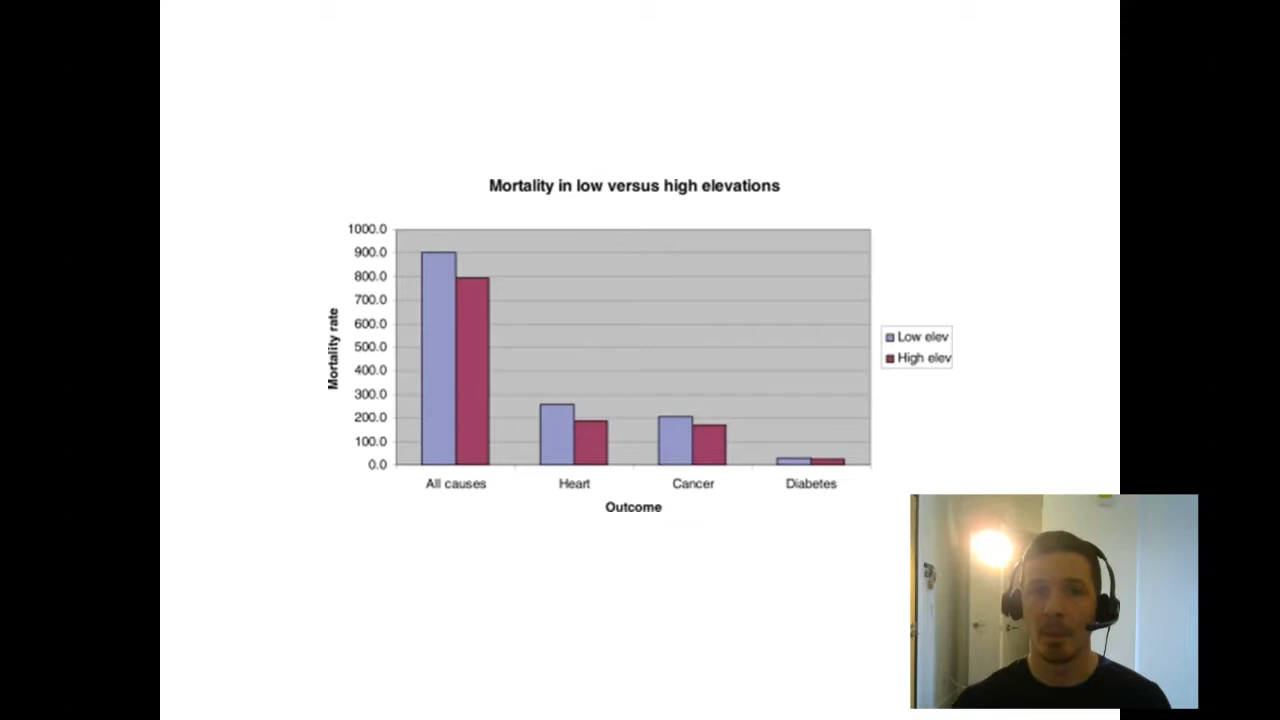 Mortality in low versus high elevations
1000.0
900.0
800.0
700.0
600.0
500.0
400.0
300.0
200.0
100.0
0.0
Mortality rate
All causes
Heart
Cancer
Diabetes
Outcome
Low elev
High elev